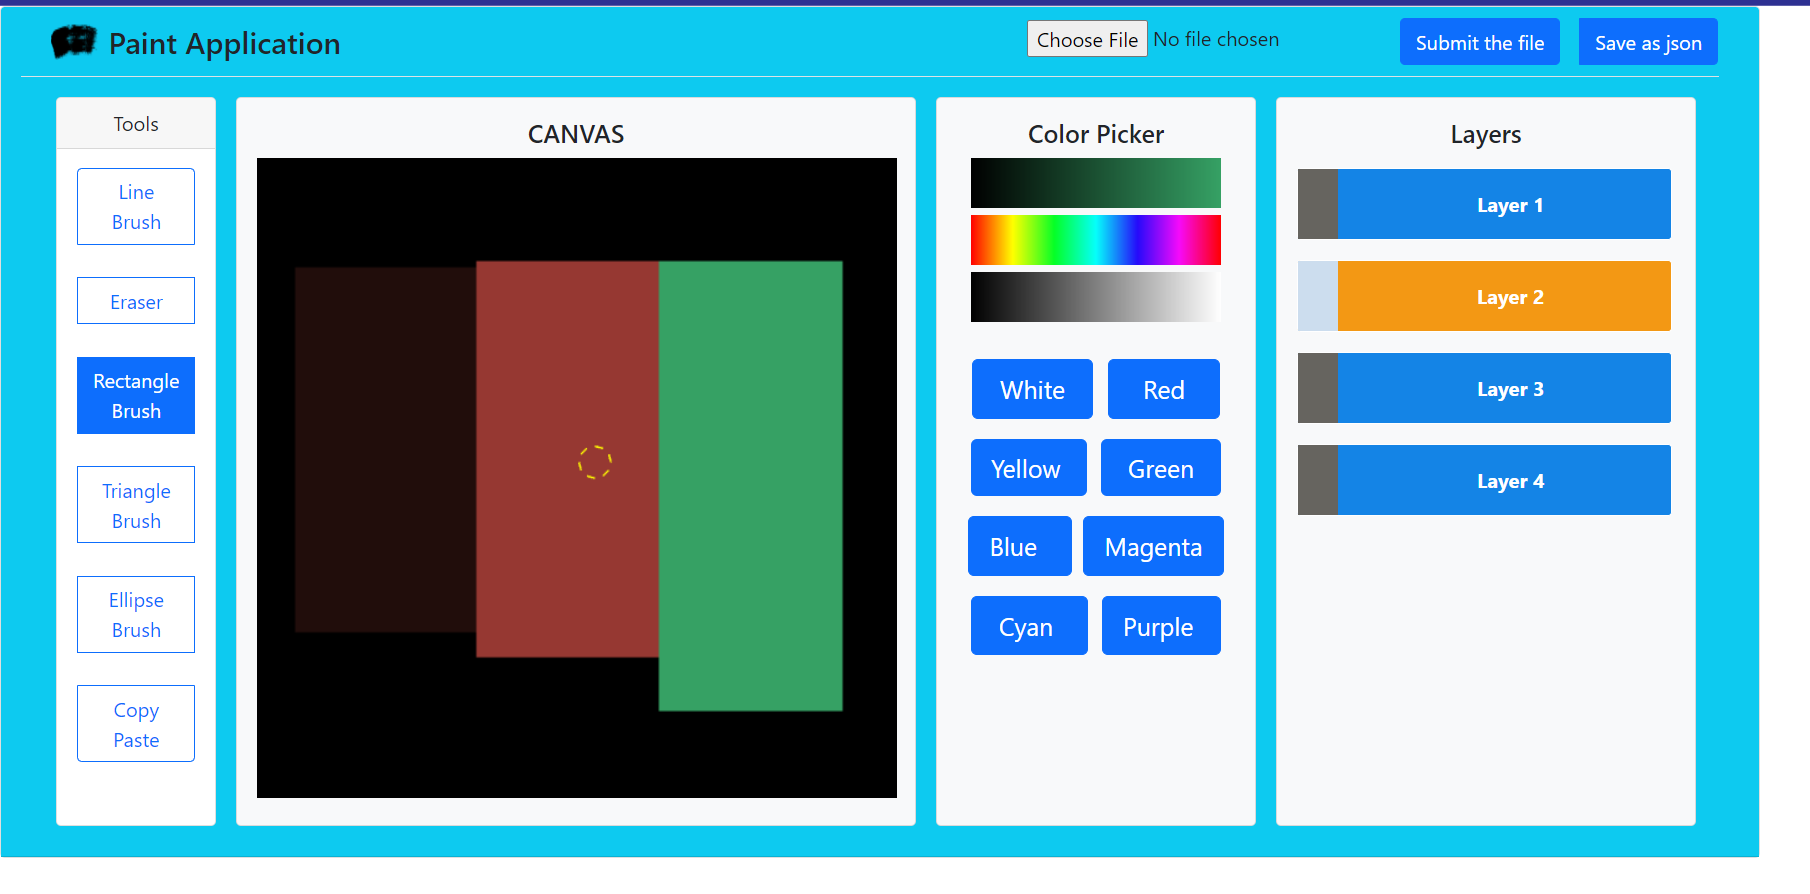 Paint Application
Choose File No file chosen
Submit the file
Save as json
Tools
Line
Brush
Eraser
Rectangle
Brush
Triangle
Brush
Ellipse
Brush
Copy
Paste
CANVAS
Color Picker
White
Red
Yellow
Green
Blue
Magenta
Cyan
Purple
Layers
Layer 1
Layer 2
Layer 3
Layer 4